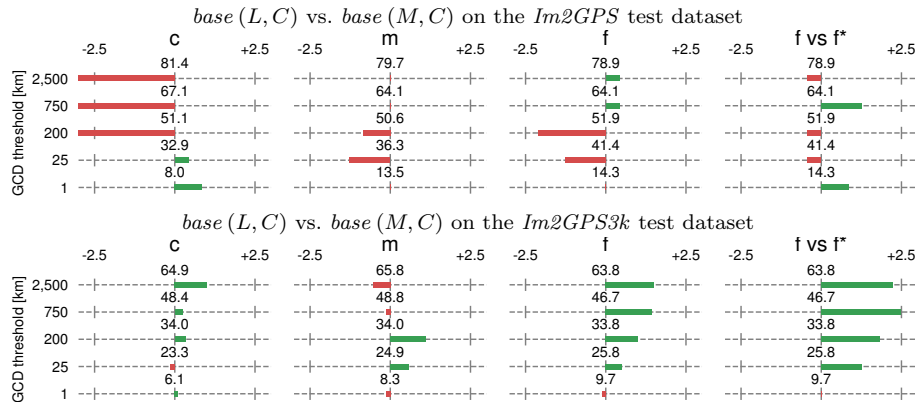 base (L, C) vs. base (M, C) on the Im2GPS test dataset
c m f f vs f*
-2.5 +2.5 -2.5 +2.5 -2.5 +2.5 -2.5 +2.5
81.4 79.7 78.9 78.9
2,500
67.1 64.1 64.1 64.1
750
51.1 50.6 51.9 51.9
200
32.9 36.3 41.4 41.4
25
8.0 13.5 14.3 14.3
1
GCD threshold [km]
base (L, C) vs. base (M, C) on the Im2GPS3k test dataset
c m f f vs f*
-2.5 +2.5 -2.5 +2.5 -2.5 +2.5 -2.5 +2.5
64.9 65.8 63.8 63.8
2,500
48.4 48.8 46.7 46.7
750
34.0 34.0 33.8 33.8
200
23.3 24.9 25.8 25.8
25
6.1 8.3 9.7 9.7
1
GCD threshold [km]